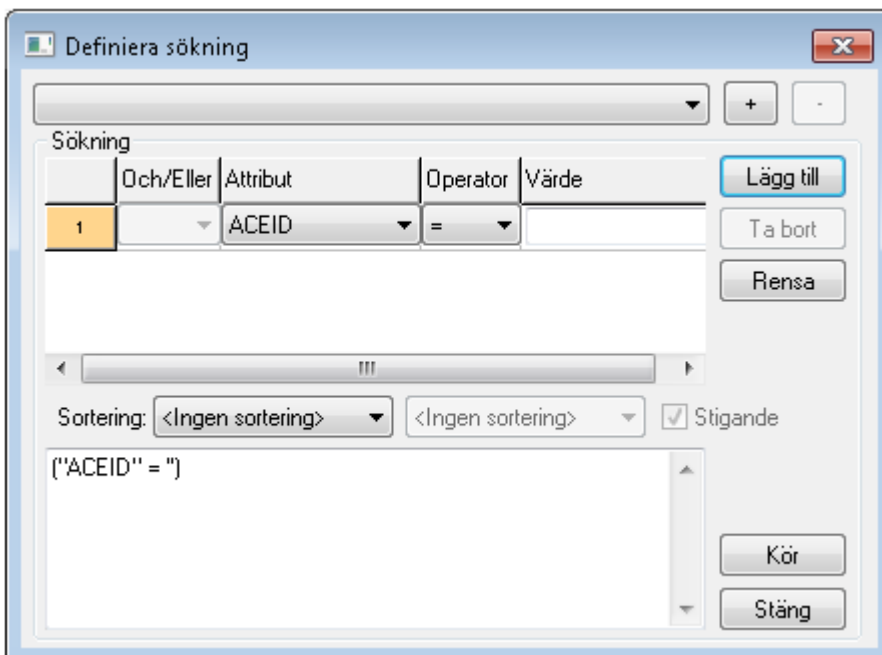 Definiera sökning
+ -
Sökning
Och/Eller Attribut Operator Värde
Lägg till
1 ACEID =
Ta bort
Rensa
Sortering: <Ingen sortering> <Ingen sortering> Stigande
("ACEID" = '')
Kör
Stäng